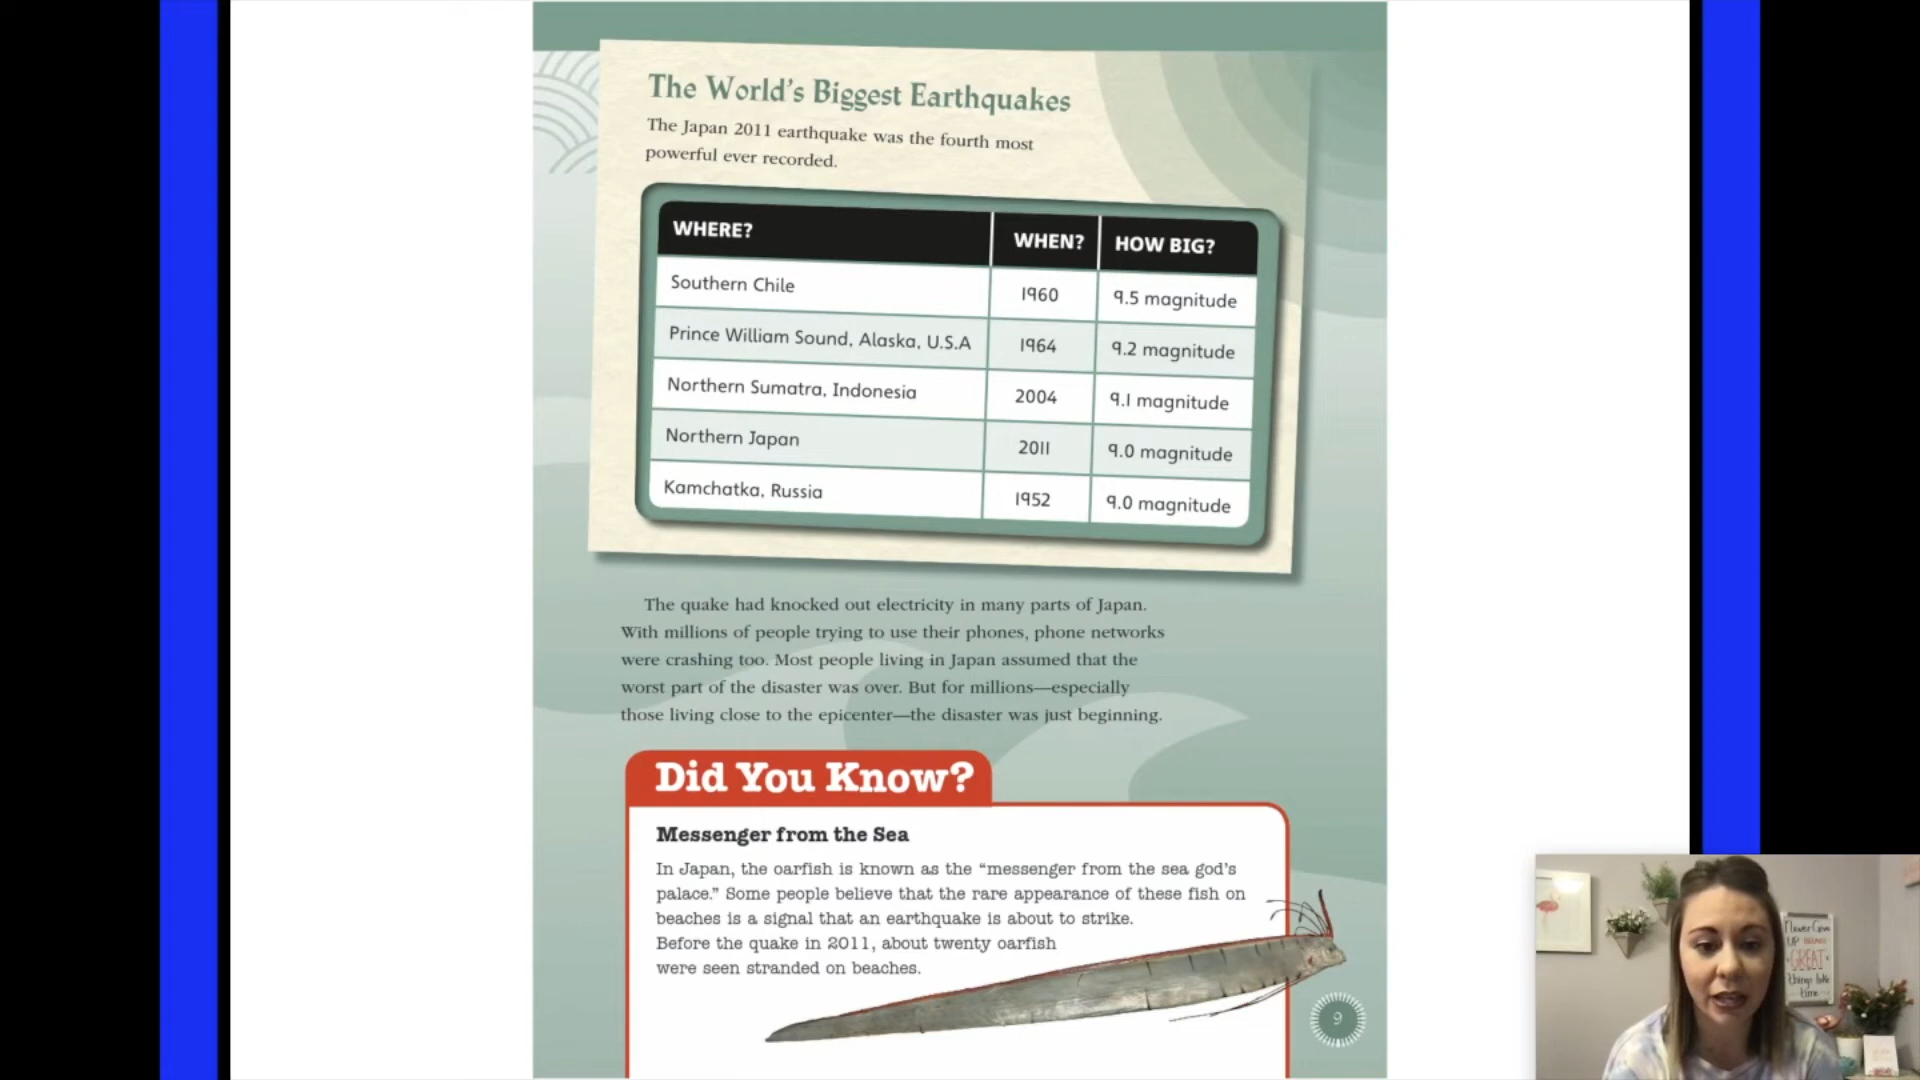 The World's Biggest Earthquakes
The Japan 2011 earthquake was the fourth most
powerful ever recorded.
WHERE? WHEN? HOW BIG?
Southern Chile 1960 9.5 magnitude
Prince William Sound, Alaska, U.S.A 1964 9.2 magnitude
Northern Sumatra, Indonesia 2004 9.1 magnitude
Northern Japan 2011 9.0 magnitude
Kamchatka, Russia 1952 9.0 magnitude
The quake had knocked out electricity in many parts of Japan.
With millions of people trying to use their phones, phone networks
were crashing too. Most people living in Japan assumed that the
worst part of the disaster was over. But for millions—especially
those living close to the epicenter—the disaster was just beginning.
Did You Know?
Messenger from the Sea
In Japan, the oarfish is known as the “messenger from the sea god's
palace.” Some people believe that the rare appearance of these fish on
beaches is a signal that an earthquake is about to strike.
Before the quake in 2011, about twenty oarfish
were seen stranded on beaches.
9
Never Give
UP
GREAT
things take
time